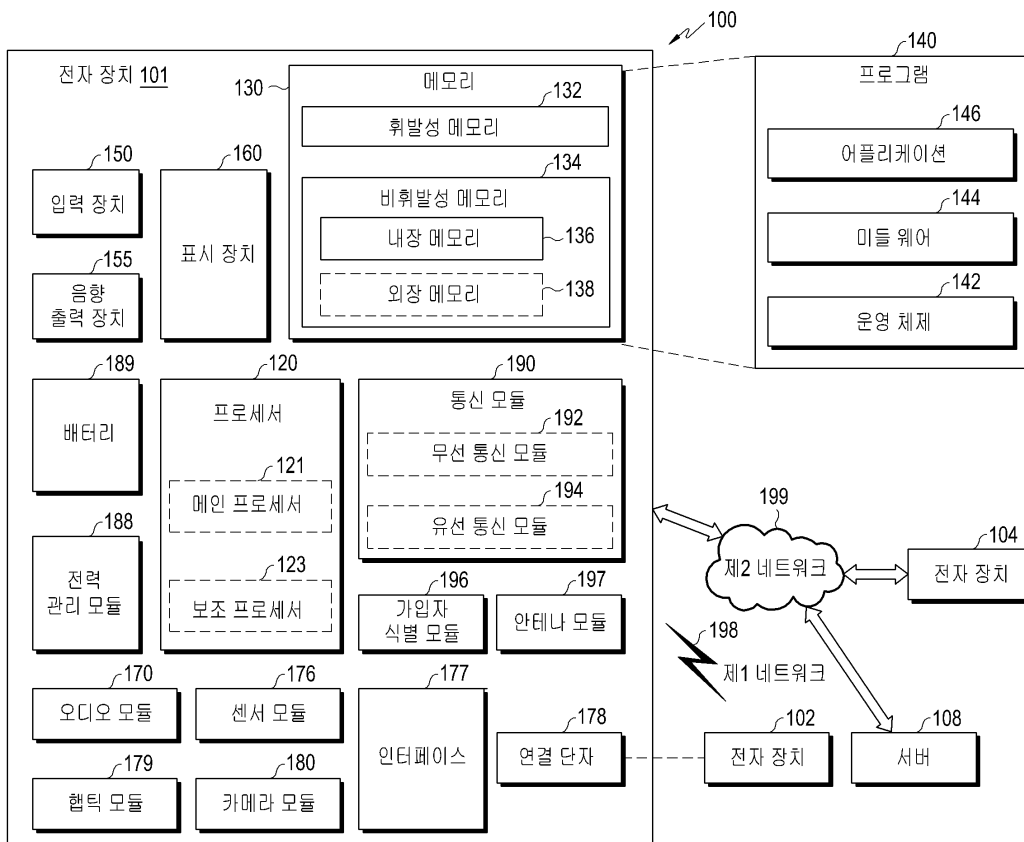 100
전자 장치 101
130
메모리
132
휘발성 메모리
134
비휘발성 메모리
내장 메모리
136
외장 메모리
138
140
프로그램
146
어플리케이션
144
미들 웨어
142
운영 체제
150
입력 장치
160
표시 장치
155
음향
출력 장치
189
배터리
120
프로세서
121
메인 프로세서
123
보조 프로세서
190
통신 모듈
192
무선 통신 모듈
194
유선 통신 모듈
188
전력
관리 모듈
196
가입자
식별 모듈
197
안테나 모듈
199
제2 네트워크
104
전자 장치
198
제1 네트워크
170
오디오 모듈
176
센서 모듈
177
인터페이스
178
연결 단자
102
전자 장치
108
서버
179
햅틱 모듈
180
카메라 모듈